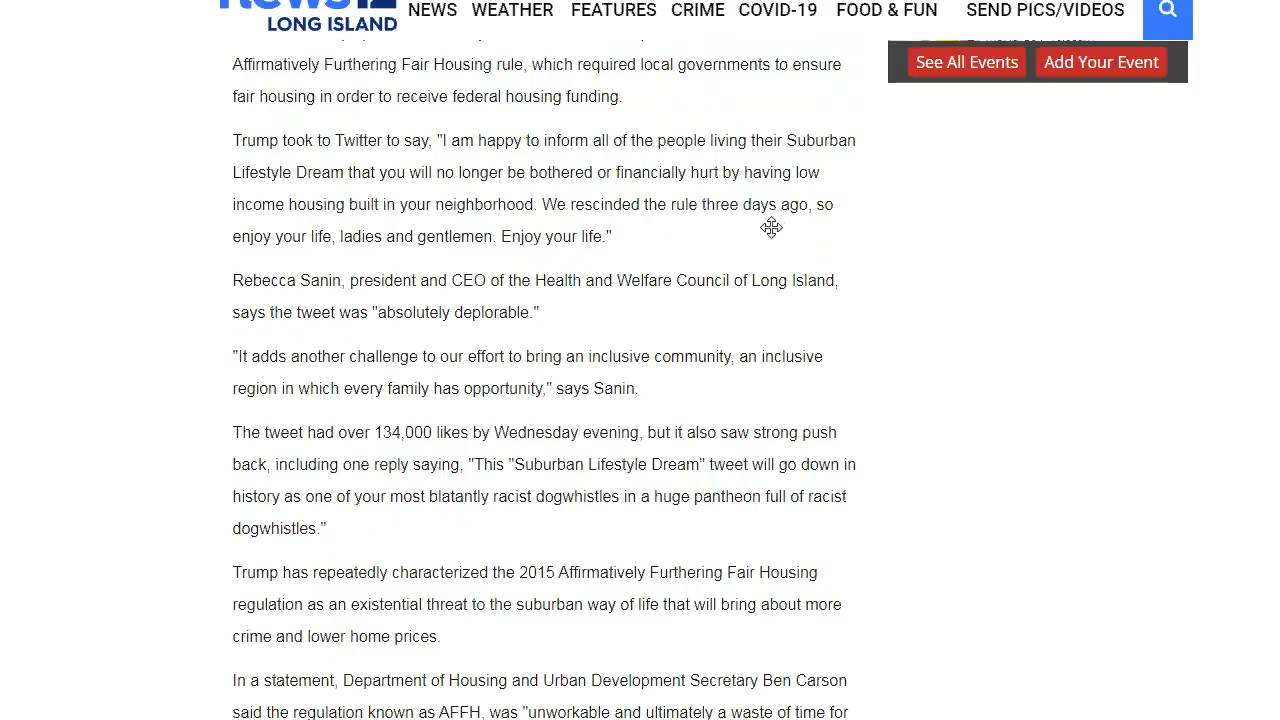 LONG ISLAND
NEWS WEATHER FEATURES CRIME COVID-19 FOOD & FUN SEND PICS/VIDEOS
See All Events Add Your Event
Affirmatively Furthering Fair Housing rule, which required local governments to ensure
fair housing in order to receive federal housing funding.
Trump took to Twitter to say, "I am happy to inform all of the people living their Suburban
Lifestyle Dream that you will no longer be bothered or financially hurt by having low
income housing built in your neighborhood. We rescinded the rule three days ago, so
enjoy your life, ladies and gentlemen. Enjoy your life."
Rebecca Sanin, president and CEO of the Health and Welfare Council of Long Island,
says the tweet was "absolutely deplorable."
"It adds another challenge to our effort to bring an inclusive community, an inclusive
region in which every family has opportunity," says Sanin.
The tweet had over 134,000 likes by Wednesday evening, but it also saw strong push
back, including one reply saying, "This "Suburban Lifestyle Dream" tweet will go down in
history as one of your most blatantly racist dogwhistles in a huge pantheon full of racist
dogwhistles."
Trump has repeatedly characterized the 2015 Affirmatively Furthering Fair Housing
regulation as an existential threat to the suburban way of life that will bring about more
crime and lower home prices.
In a statement, Department of Housing and Urban Development Secretary Ben Carson
said the regulation known as AFFH, was "unworkable and ultimately a waste of time for